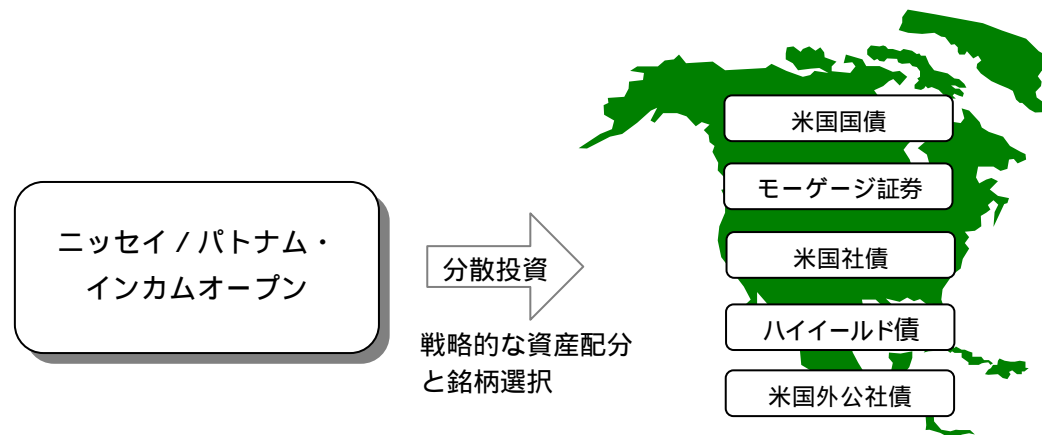 ニッセイ / パトナム・
インカムオープン
分散投資
戦略的な資産配分
と銘柄選択
米国国債
モーゲージ証券
米国社債
ハイイールド債
米国外公社債